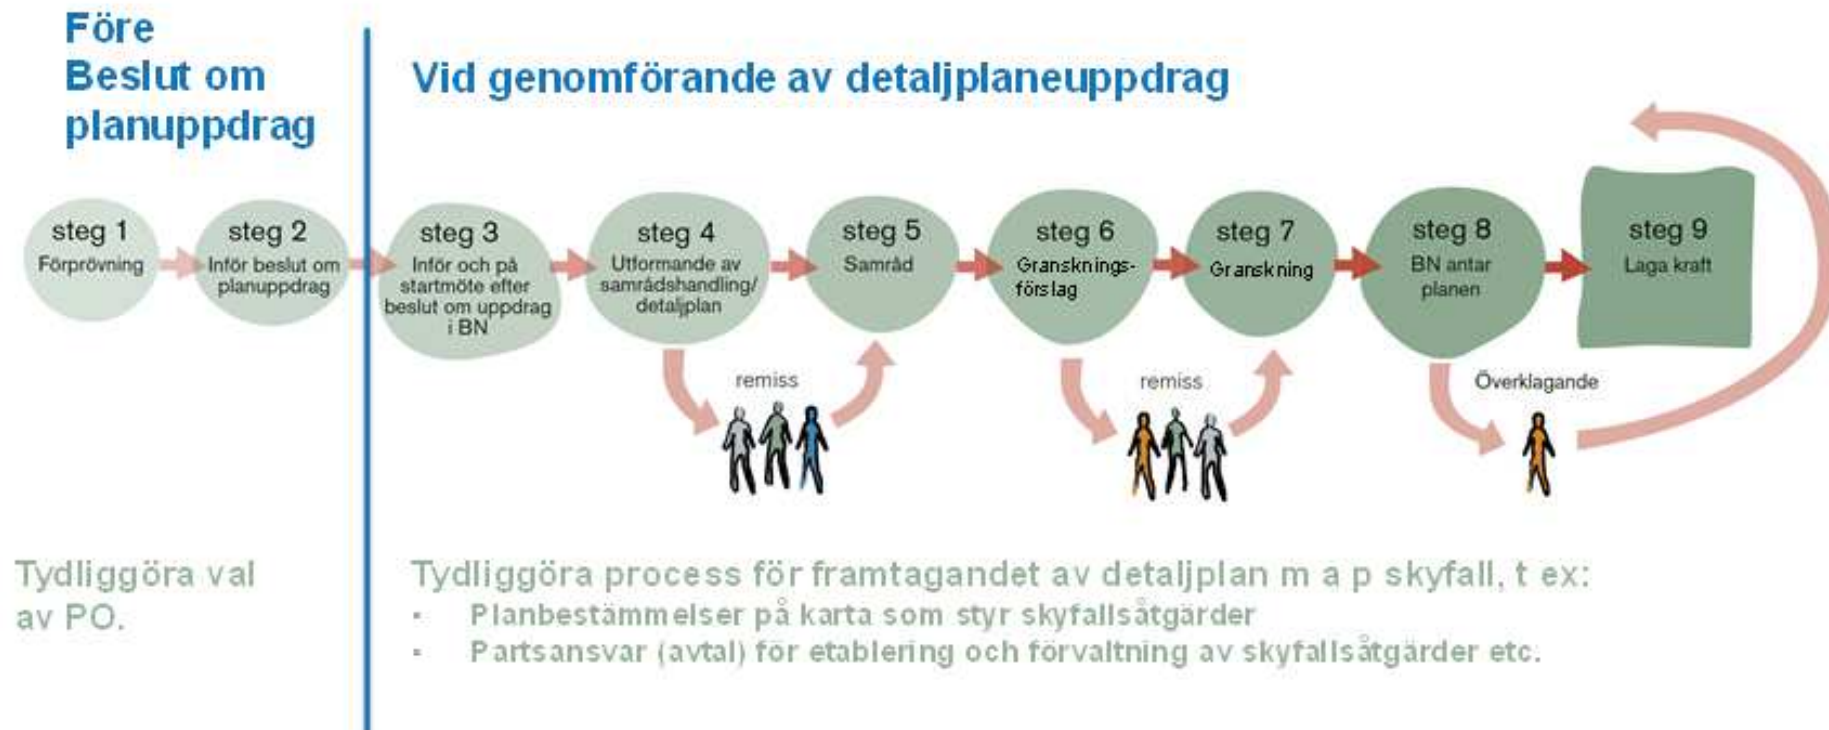 Före
Beslut om
planuppdrag
Vid genomförande av detaljplaneuppdrag
steg 1
Förprövning
steg 2
Inför beslut om
planuppdrag
steg 3
Inför och på
startmöte efter
beslut om uppdrag
i BN
steg 4
Utformande av
samrådshandling/
detaljplan
steg 5
Samråd
steg 6
Gransknings-
förslag
steg 7
Granskning
steg 8
BN antar
planen
steg 9
Laga kraft
remiss
remiss
Överklagande
Tydliggöra val
av PO.
Tydliggöra process för framtagandet av detaljplan m a p skyfall, t ex:
- Planbestämmelser på karta som styr skyfallsåtgärder
- Partsansvar (avtal) för etablering och förvaltning av skyfallsåtgärder etc.